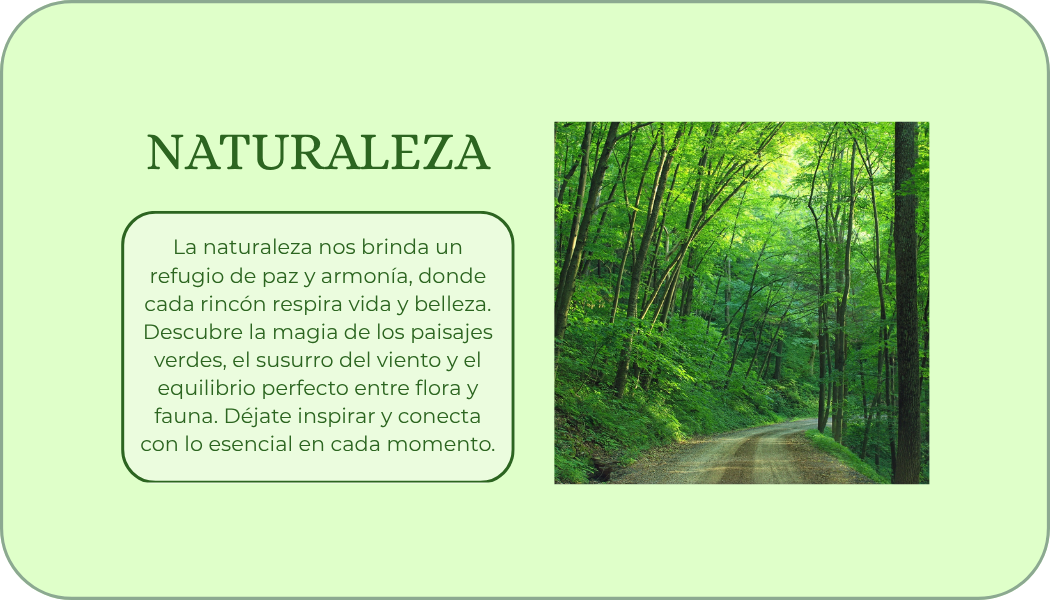 NATURALEZA
La naturaleza nos brinda un
refugio de paz y armonía, donde
cada rincón respira vida y belleza.
Descubre la magia de los paisajes
verdes, el susurro del viento y el
equilibrio perfecto entre flora y
fauna. Déjate inspirar y conecta
con lo esencial en cada momento.